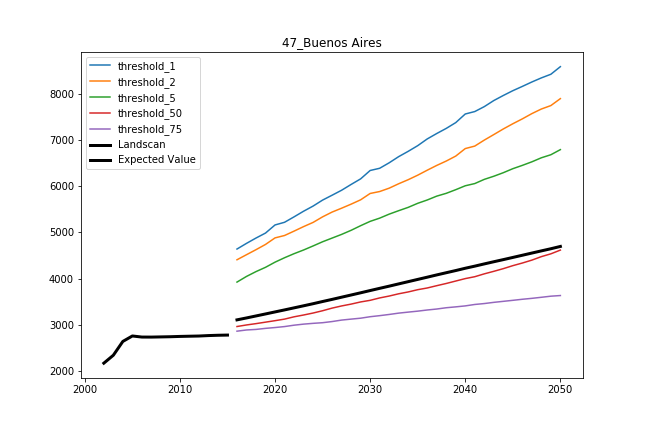 47_Buenos Aires
threshold_1
threshold_2
threshold_5
threshold_50
threshold_75
Landscan
Expected Value
8000
7000
6000
5000
4000
3000
2000
2000 2010 2020 2030 2040 2050